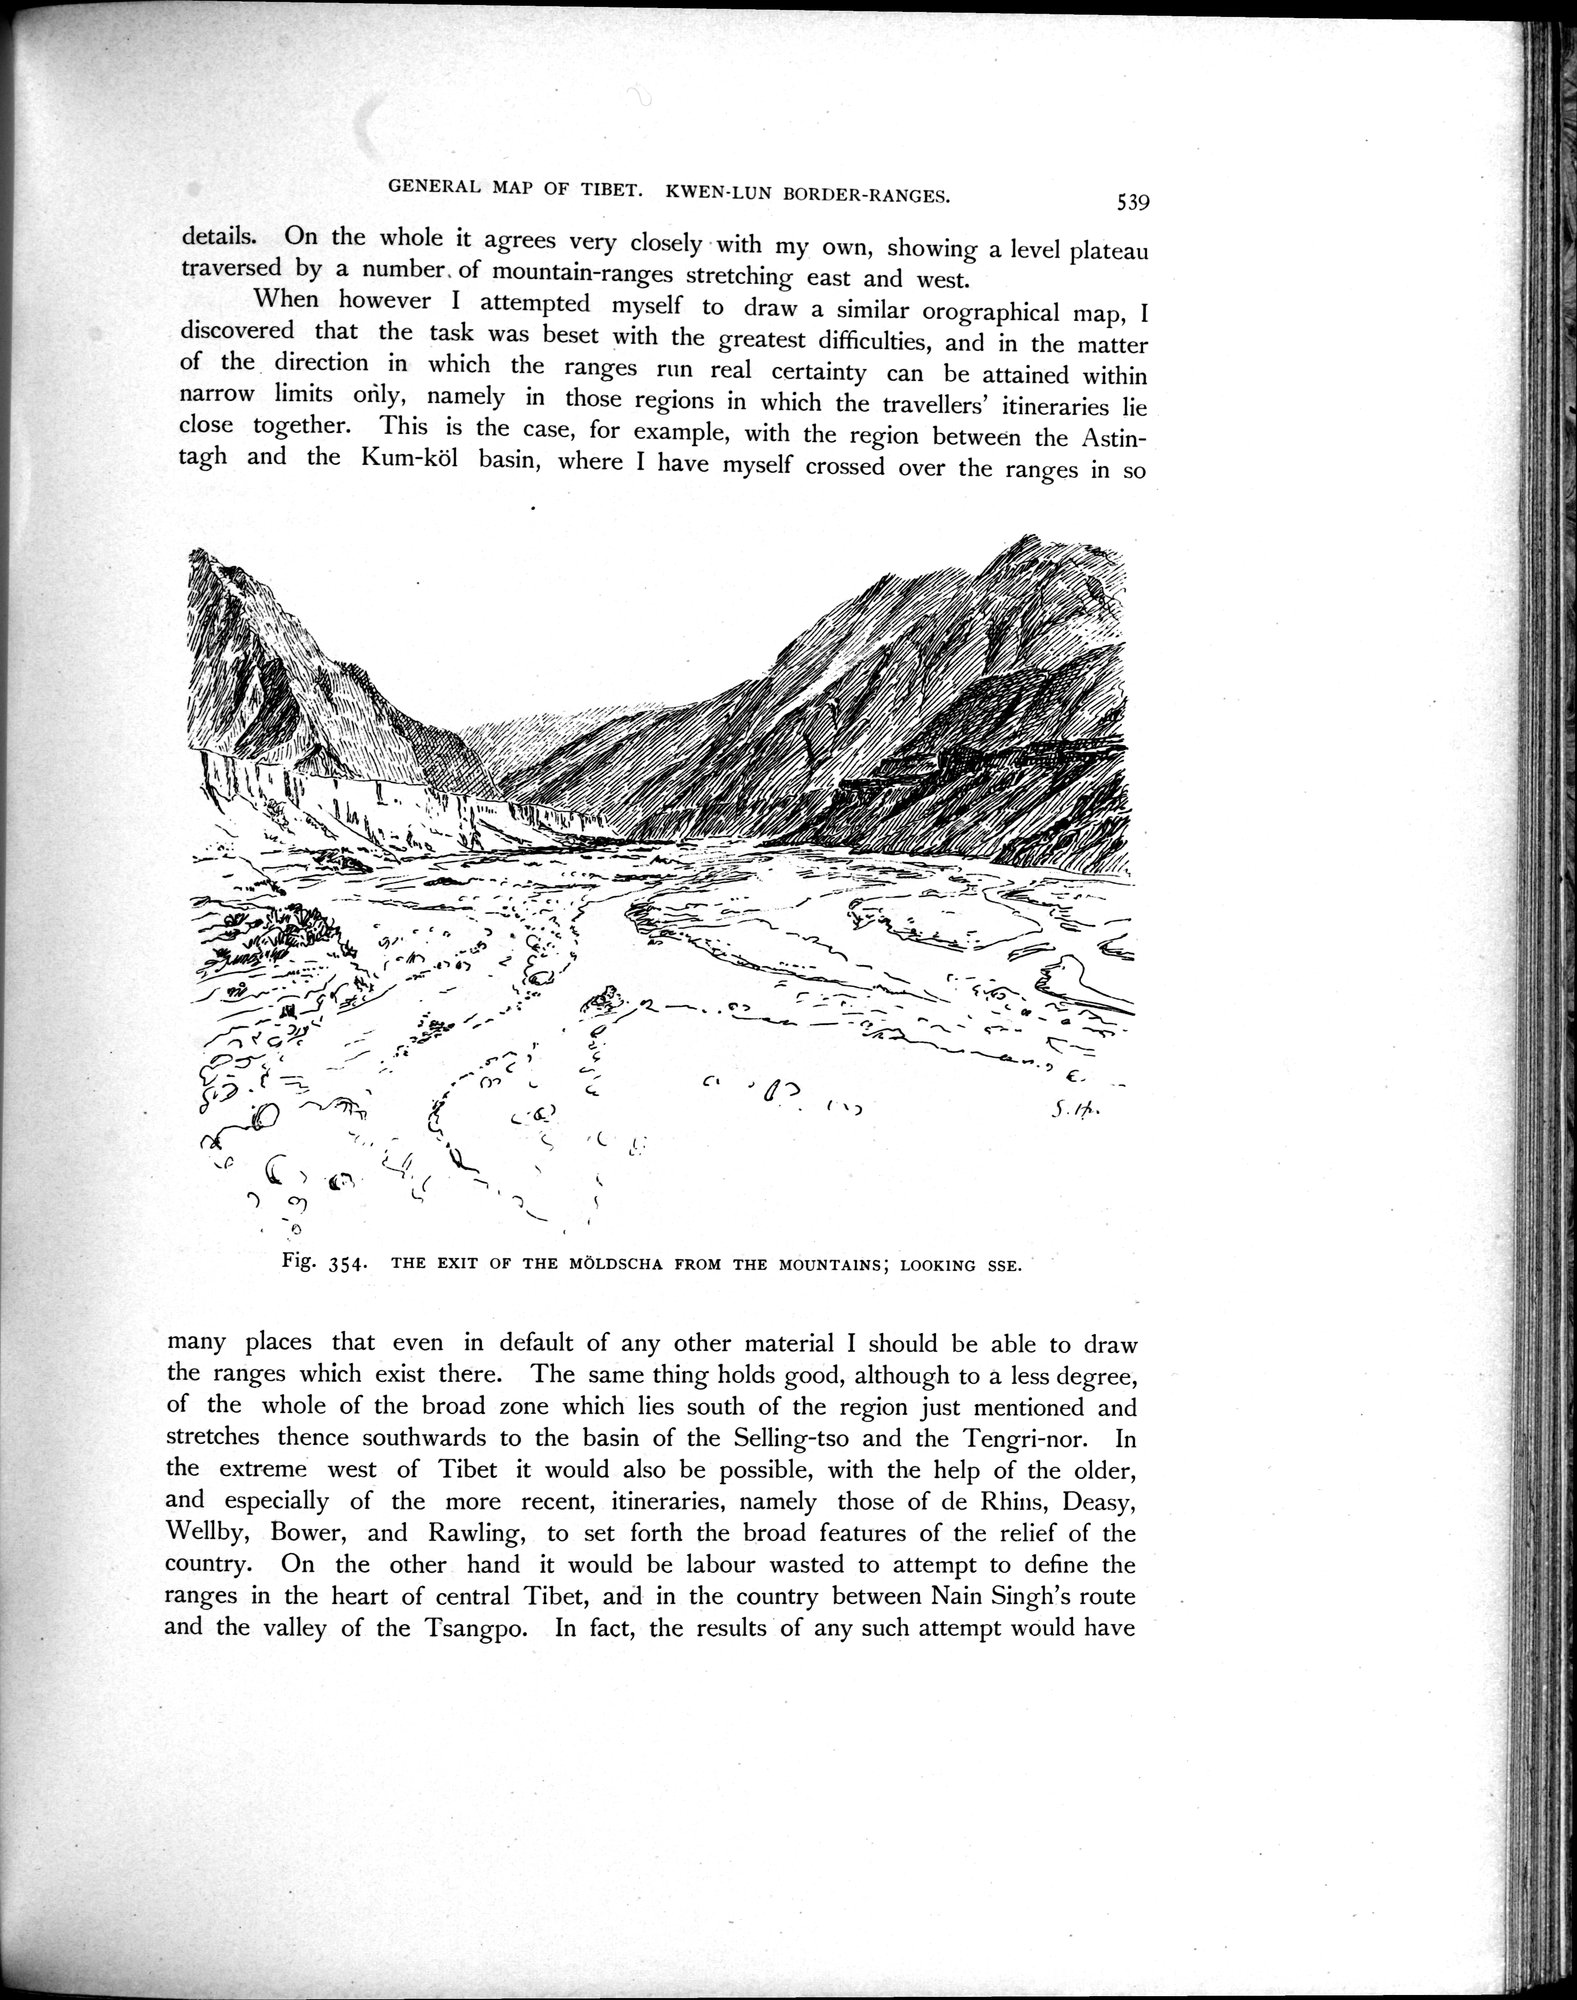 GENERAL MAP OF TIBET. KWEN-LUN BORDER-RANGES. 539
details. On the whole it agrees very closely with my own, showing a level plateau
traversed by a number of mountain-ranges stretching east and west.
When however I attempted myself to draw a similar orographical map, I
discovered that the task was beset with the greatest difficulties, and in the matter
of the direction in which the ranges run real certainty can be attained within
narrow limits only, namely in those regions in which the travellers' itineraries lie
close together. This is the case, for example, with the region between the Astin-
tagh and the Kum-köl basin, where I have myself crossed over the ranges in so
S. H.
Fig. 354. THE EXIT OF THE MÖLDSCHA FROM THE MOUNTAINS; LOOKING SSE.
many places that even in default of any other material I should be able to draw
the ranges which exist there. The same thing holds good, although to a less degree,
of the whole of the broad zone which lies south of the region just mentioned and
stretches thence southwards to the basin of the Selling-tso and the Tengri-nor. In
the extreme west of Tibet it would also be possible, with the help of the older,
and especially of the more recent, itineraries, namely those of de Rhins, Deasy,
Wellby, Bower, and Rawling, to set forth the broad features of the relief of the
country. On the other hand it would be labour wasted to attempt to define the
ranges in the heart of central Tibet, and in the country between Nain Singh's route
and the valley of the Tsangpo. In fact, the results of any such attempt would have